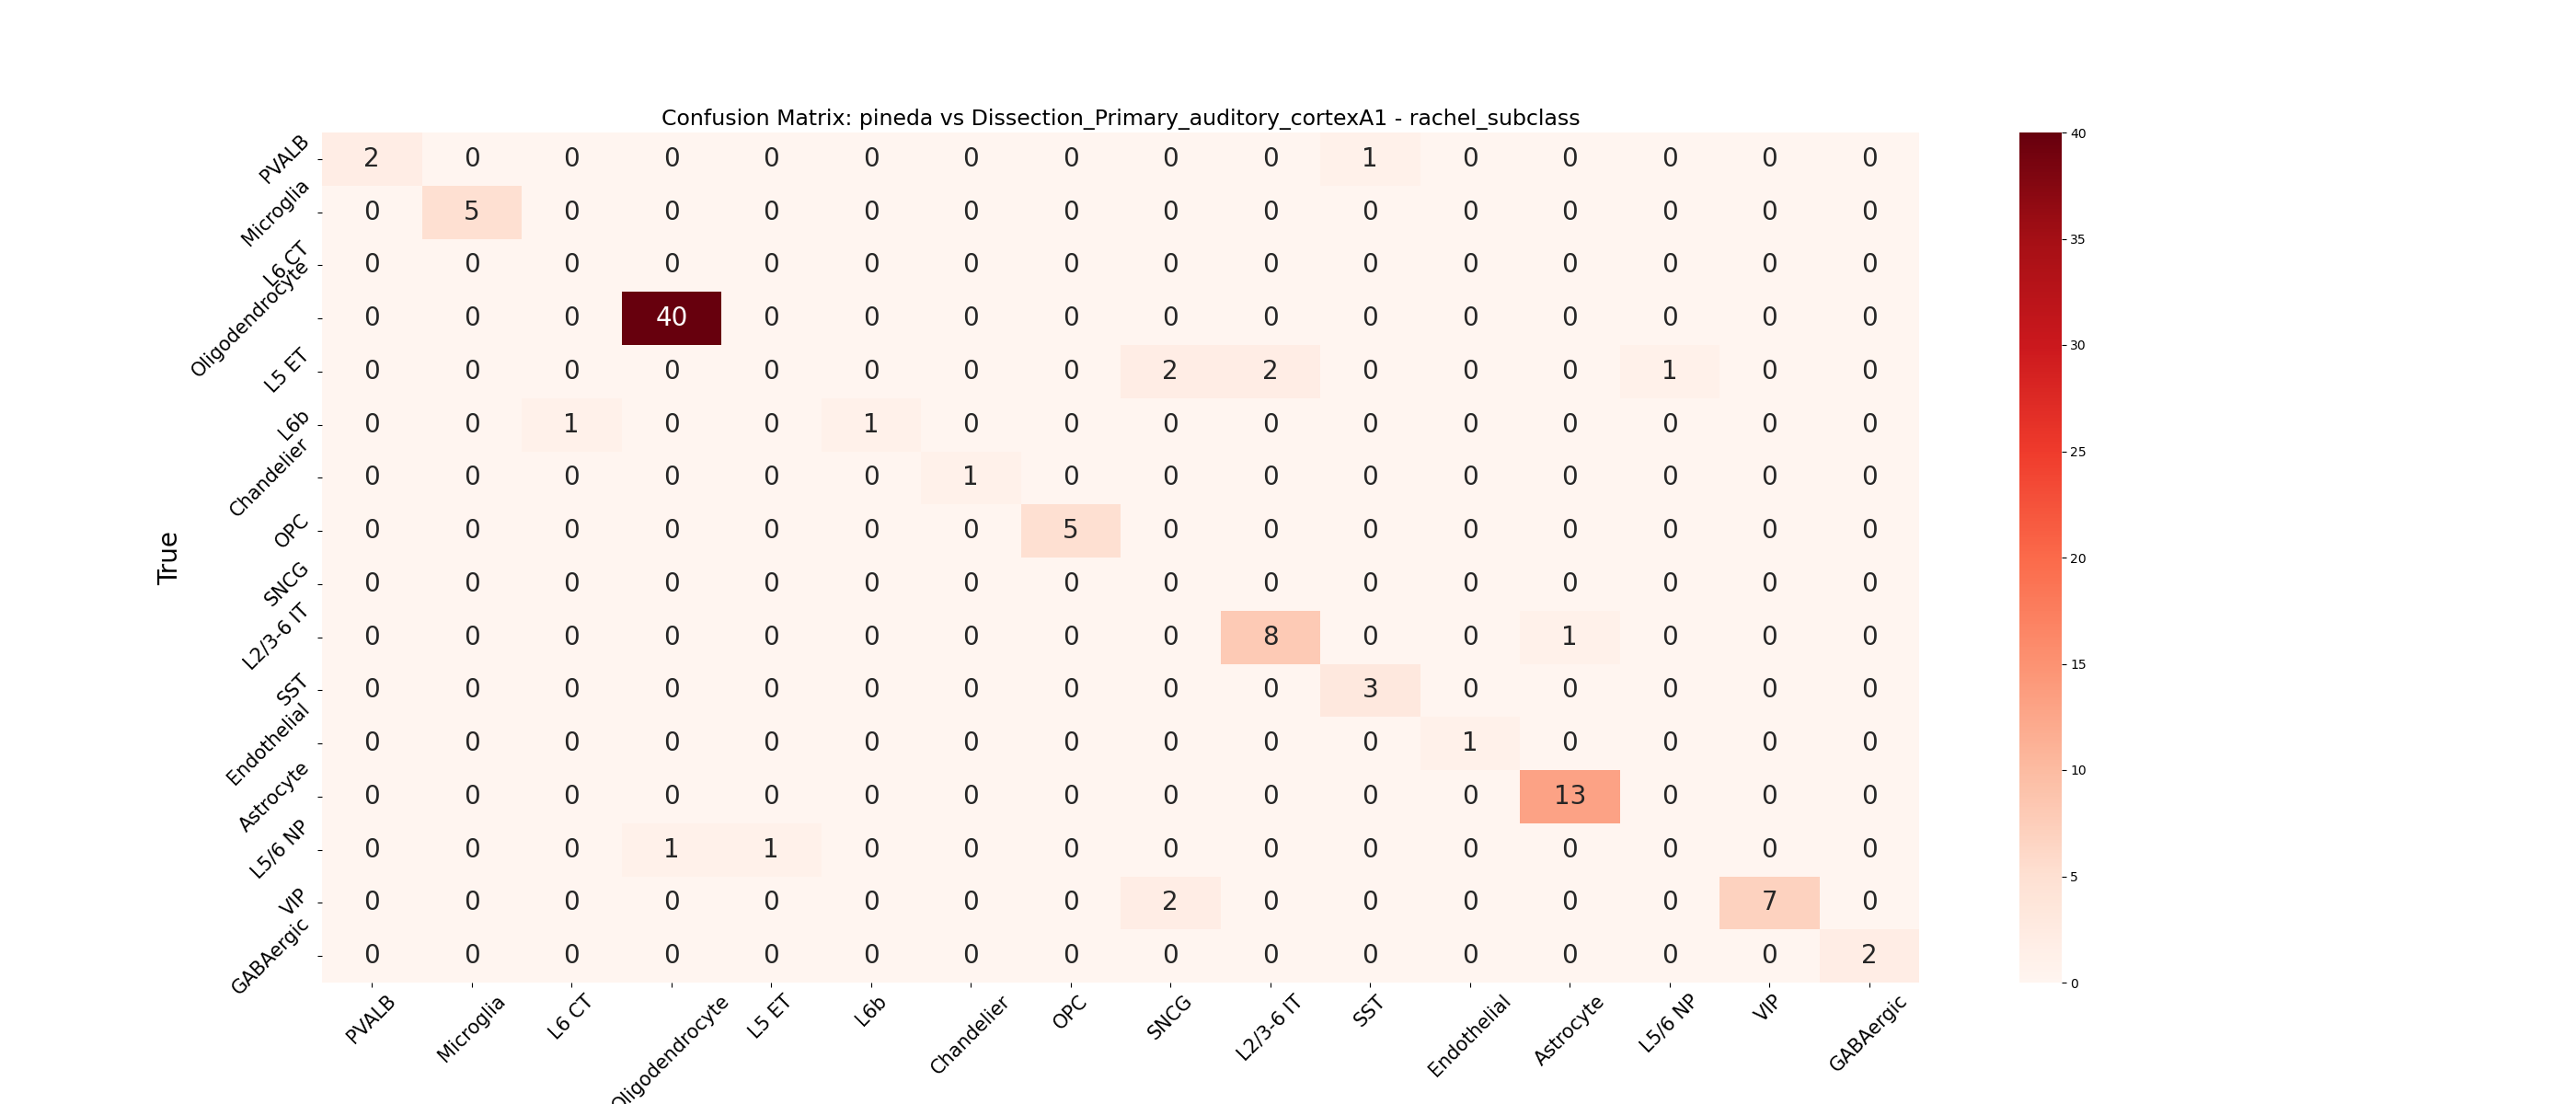 Confusion Matrix: pineda vs Dissection_Primary_auditory_cortexA1 - rachel_subclass
True
PVALB 2 0 0 0 0 0 0 0 0 0 1 0 0 0 0 0
Microglia 0 5 0 0 0 0 0 0 0 0 0 0 0 0 0 0
L6 CT 0 0 0 0 0 0 0 0 0 0 0 0 0 0 0 0
Oligodendrocyte 0 0 0 40 0 0 0 0 0 0 0 0 0 0 0 0
L5 ET 0 0 0 0 0 0 0 0 2 2 0 0 0 1 0 0
L6b 0 0 1 0 0 1 0 0 0 0 0 0 0 0 0 0
Chandelier 0 0 0 0 0 0 1 0 0 0 0 0 0 0 0 0
OPC 0 0 0 0 0 0 0 5 0 0 0 0 0 0 0 0
SNCG 0 0 0 0 0 0 0 0 0 0 0 0 0 0 0 0
L2/3-6 IT 0 0 0 0 0 0 0 0 0 8 0 0 1 0 0 0
SST 0 0 0 0 0 0 0 0 0 0 3 0 0 0 0 0
Endothelial 0 0 0 0 0 0 0 0 0 0 0 1 0 0 0 0
Astrocyte 0 0 0 0 0 0 0 0 0 0 0 0 13 0 0 0
L5/6 NP 0 0 0 1 1 0 0 0 0 0 0 0 0 0 0 0
VIP 0 0 0 0 0 0 0 0 2 0 0 0 0 0 7 0
GABAergic 0 0 0 0 0 0 0 0 0 0 0 0 0 0 0 2
PVALB Microglia L6 CT Oligodendrocyte L5 ET L6b Chandelier OPC SNCG L2/3-6 IT SST Endothelial Astrocyte L5/6 NP VIP GABAergic
40
35
30
25
20
15
10
5
0